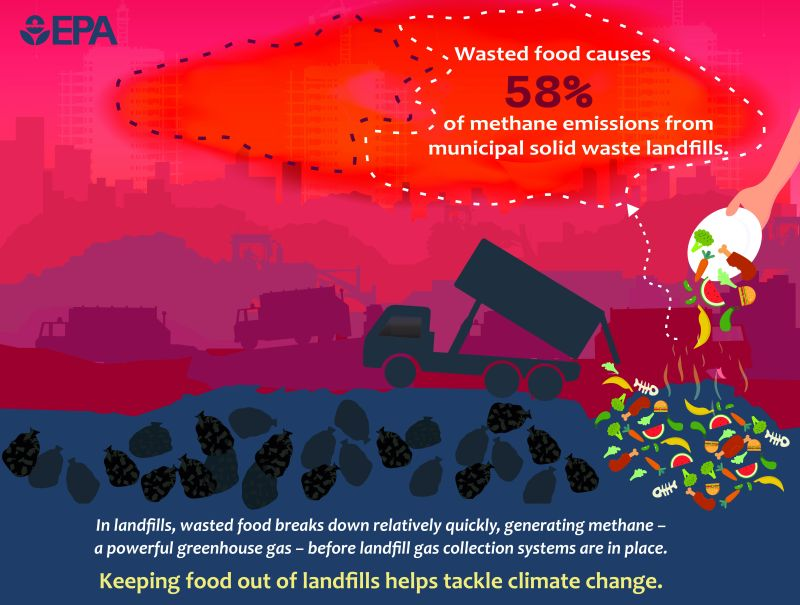 EPA
Wasted food causes
58%
of methane emissions from
municipal solid waste landfills.
In landfills, wasted food breaks down relatively quickly, generating methane –
a powerful greenhouse gas – before landfill gas collection systems are in place.
Keeping food out of landfills helps tackle climate change.